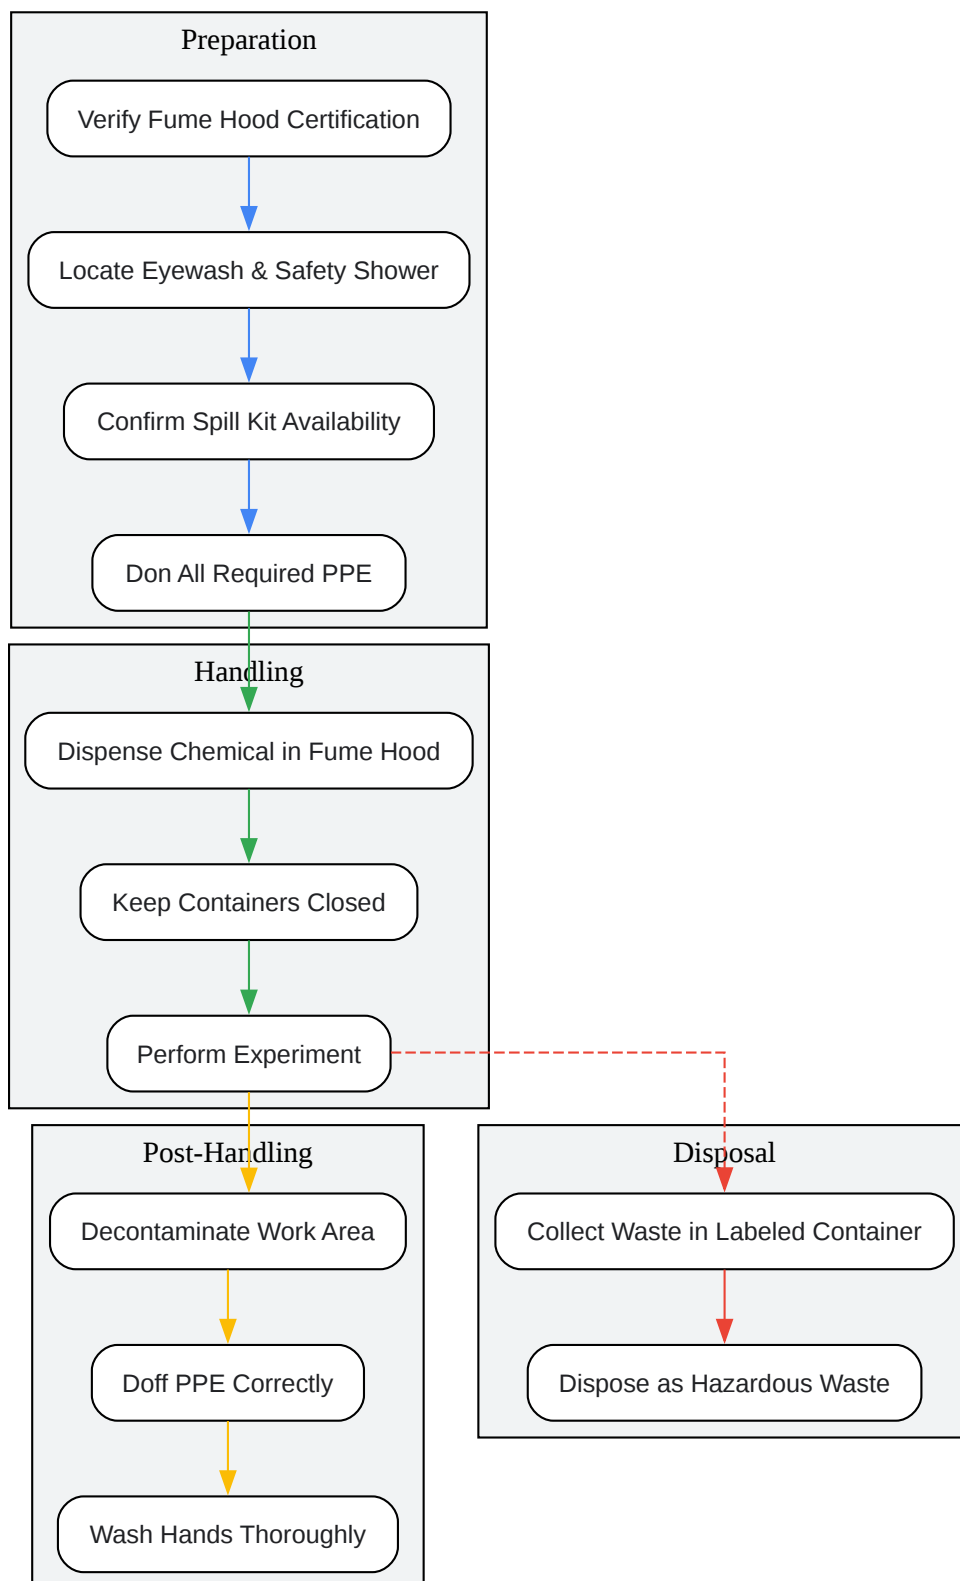 Preparation
Verify Fume Hood Certification
Locate Eyewash & Safety Shower
Confirm Spill Kit Availability
Don All Required PPE
Handling
Dispense Chemical in Fume Hood
Keep Containers Closed
Perform Experiment
Post-Handling
Decontaminate Work Area
Doff PPE Correctly
Wash Hands Thoroughly
Disposal
Collect Waste in Labeled Container
Dispose as Hazardous Waste